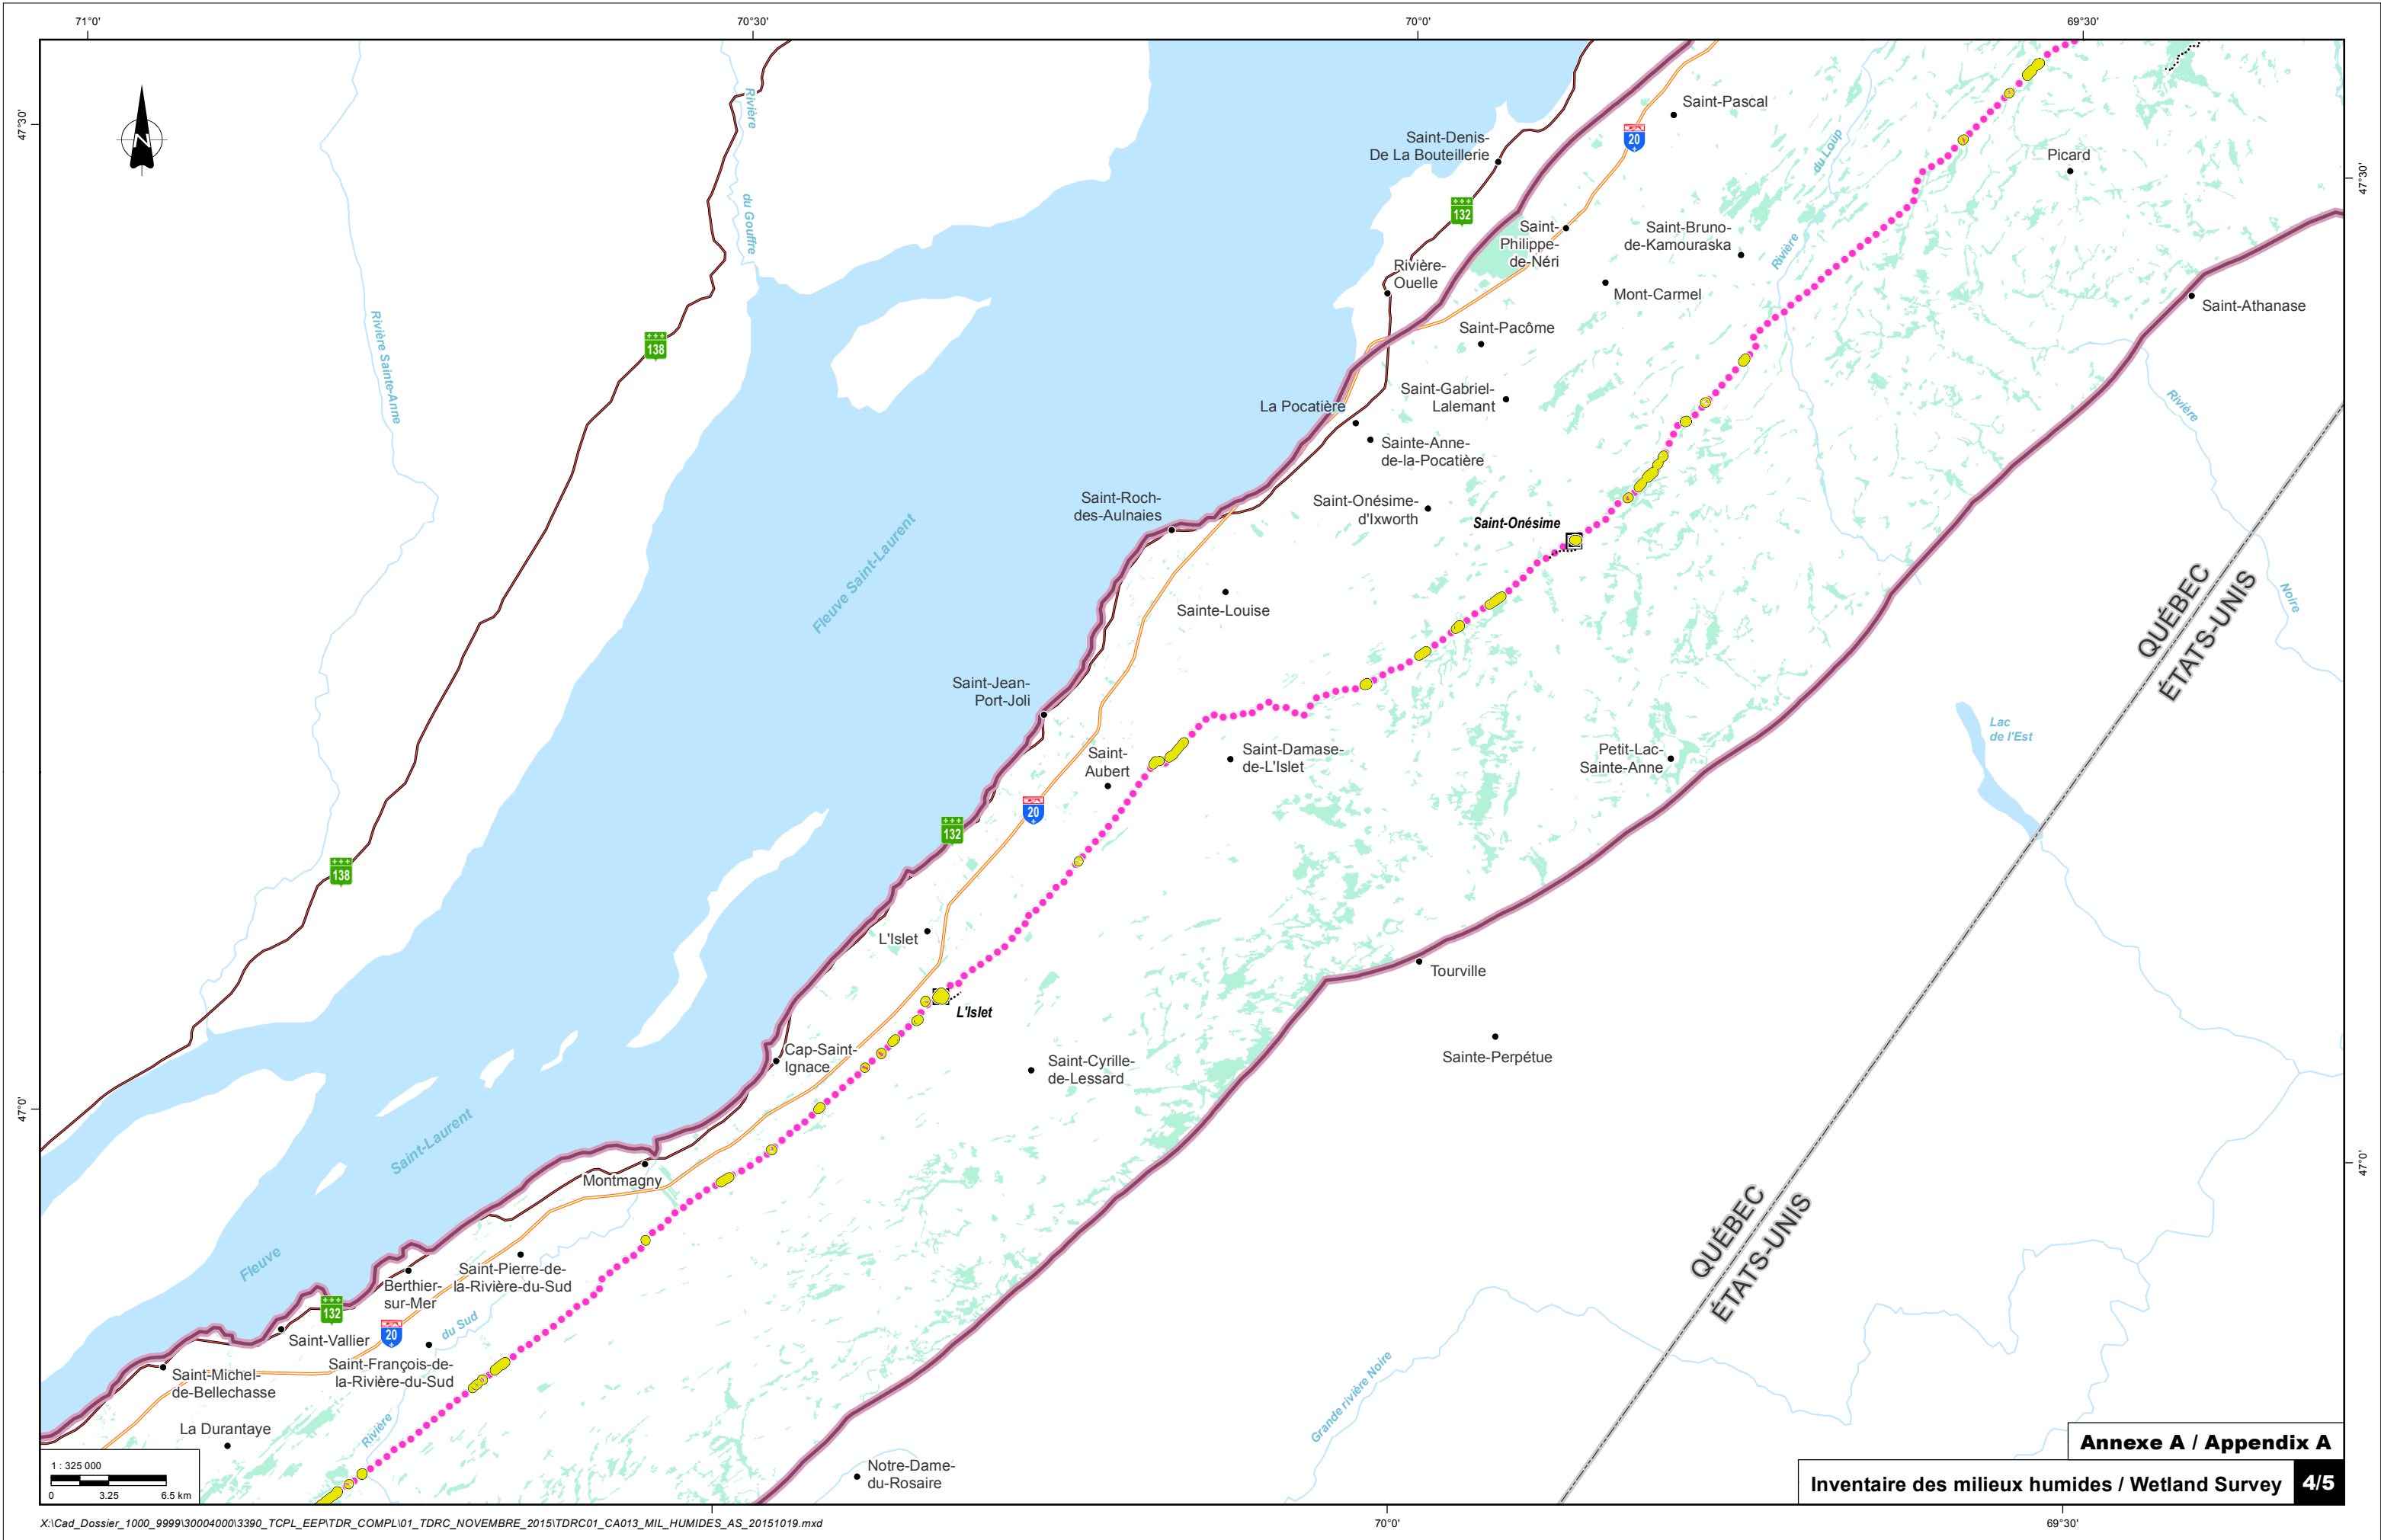 71°0'
70°30'
70°0'
69°30'
47°30'
N
Rivière
du Gouffre
Rivière Sainte-Anne
138
Saint-Pascal
20
Saint-Denis-
De La Bouteillerie
132
du Loup
Rivière
Picard
47°30'
Saint-
Philippe-
de-Néri
Saint-Bruno-
de-Kamouraska
Rivière-
Ouelle
Mont-Carmel
Saint-Athanase
Saint-Pacôme
Saint-Gabriel-
Lalemant
La Pocatière
Sainte-Anne-
de-la-Pocatière
Rivière
Noire
Saint-Roch-
des-Aulnaies
Saint-Onésime-
d'Ixworth
Saint-Onésime
Fleuve Saint-Laurent
Sainte-Louise
QUÉBEC
ÉTATS-UNIS
Saint-Jean-
Port-Joli
Lac
de l'Est
Saint-
Aubert
Saint-Damase-
de-L'Islet
Petit-Lac-
Sainte-Anne
20
132
138
L'Islet
Tourville
L'Islet
Cap-Saint-
Ignace
Saint-Cyrille-
de-Lessard
Sainte-Perpétue
47°0'
47°0'
Saint-Laurent
Fleuve
Montmagny
QUÉBEC
ÉTATS-UNIS
Saint-Pierre-de-
la-Rivière-du-Sud
Berthier-
sur-Mer
132
20
du Sud
Rivière
Saint-Vallier
Saint-François-de-
la-Rivière-du-Sud
Saint-Michel-
de-Bellechasse
La Durantaye
Grande rivière Noire
Notre-Dame-
du-Rosaire
1 : 325 000
0 3.25 6.5 km
Annexe A / Appendix A
Inventaire des milieux humides / Wetland Survey 4/5
70°0'
69°30'
X:\Cad_Dossier_1000_9999\30004000\3390_TCPL_EEP\TDR_COMPL\01_TDRC_NOVEMBRE_2015\TDRC01_CA013_MIL_HUMIDES_AS_20151019.mxd